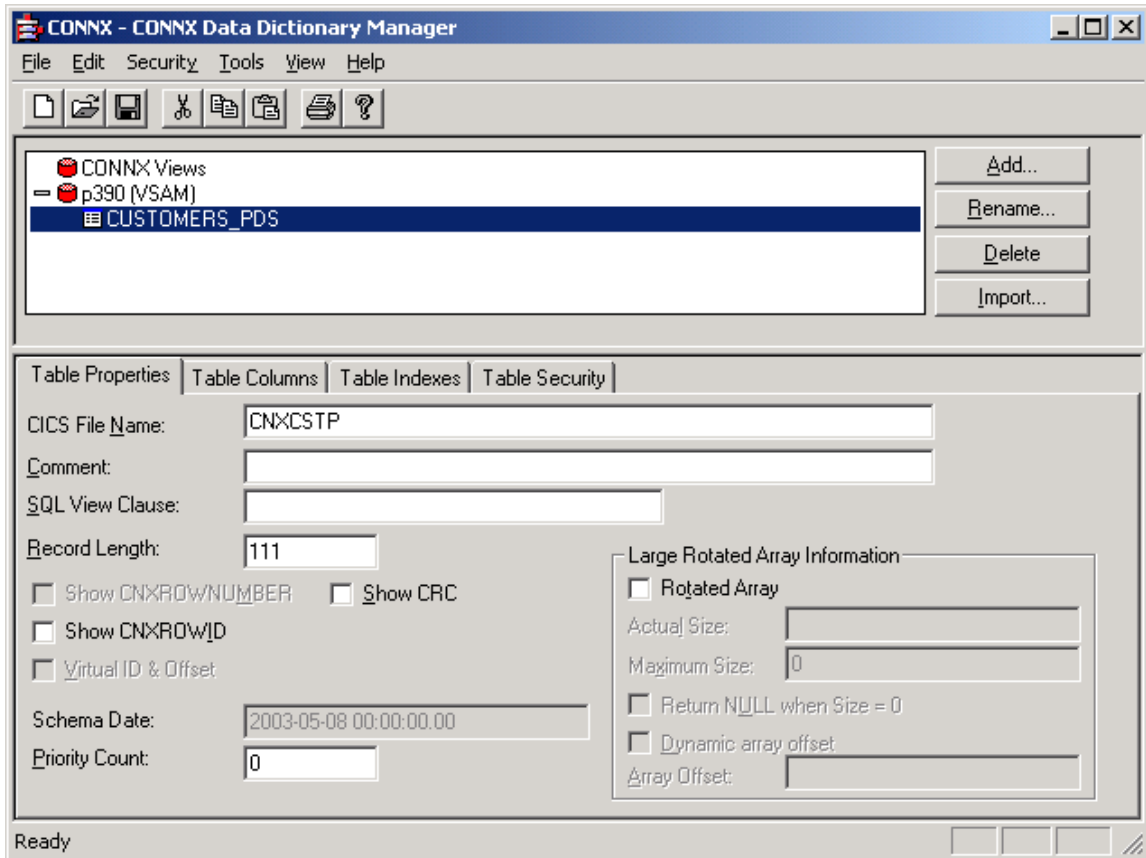 CONNX - CONNX Data Dictionary Manager
File Edit Security Tools View Help
CONNX Views
p390 (VSAM)
CUSTOMERS_PDS
Add...
Rename...
Delete
Import...
Table Properties Table Columns Table Indexes Table Security
CICS File Name: CNXCSTP
Comment:
SQL View Clause:
Record Length: 111
Show CNXROWNUMBER Show CRC
Show CNXROWID
Virtual ID & Offset
Schema Date: 2003-05-08 00:00:00.00
Priority Count: 0
Large Rotated Array Information
Rotated Array
Actual Size:
Maximum Size: 0
Return NULL when Size = 0
Dynamic array offset
Array Offset:
Ready